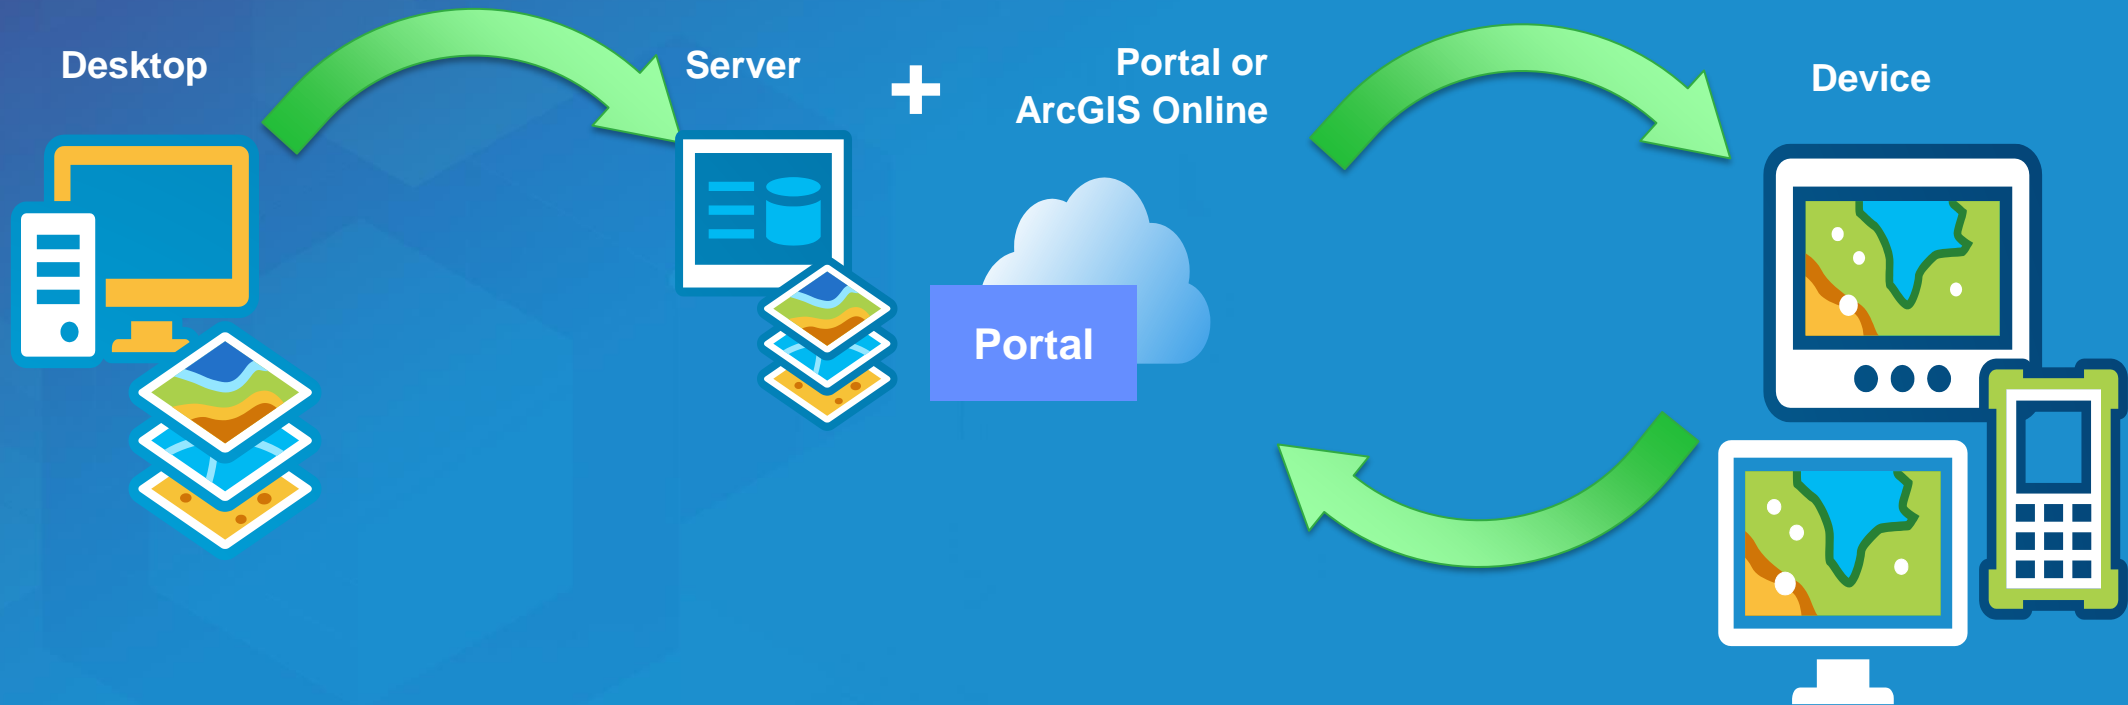 Desktop
Server
+
Portal or
ArcGIS Online
Device
Portal